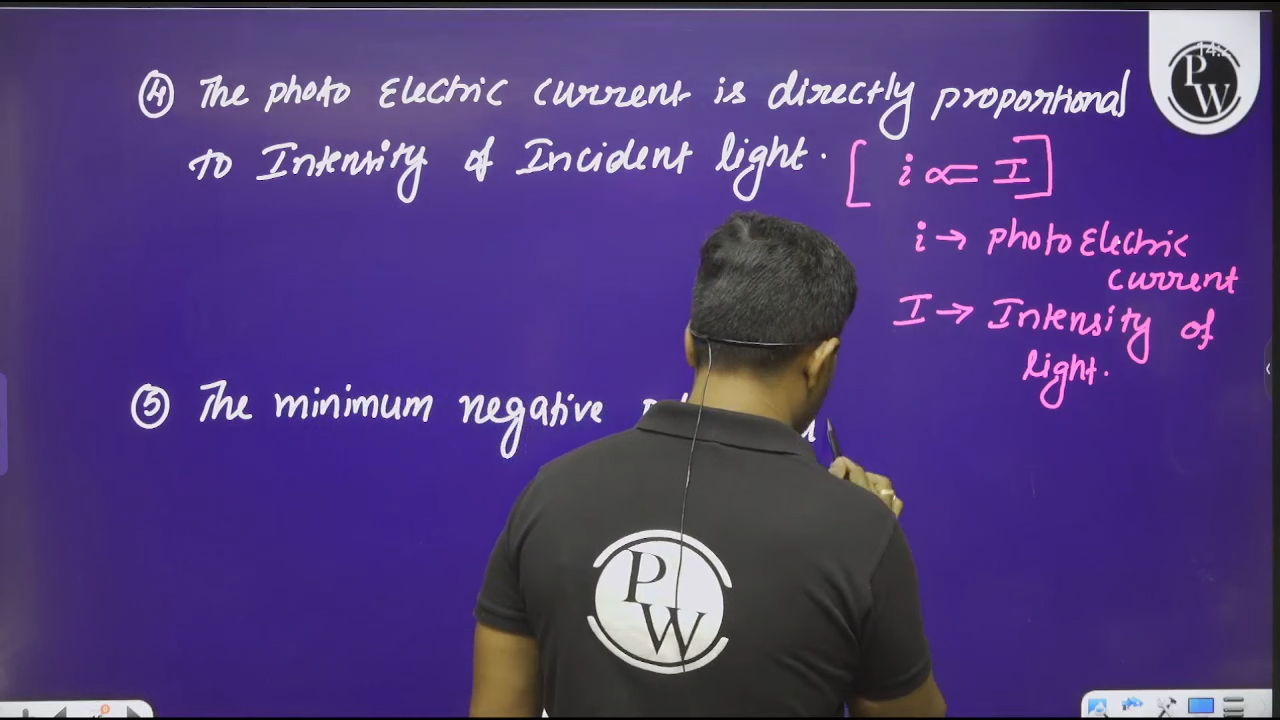 ④ The photo Electric current is directly proportional
to Intensity of Incident light. [ i ∝ I ]
i → photo Electric
current
I → Intensity of
light.
⑤ The minimum negative
PW
PW